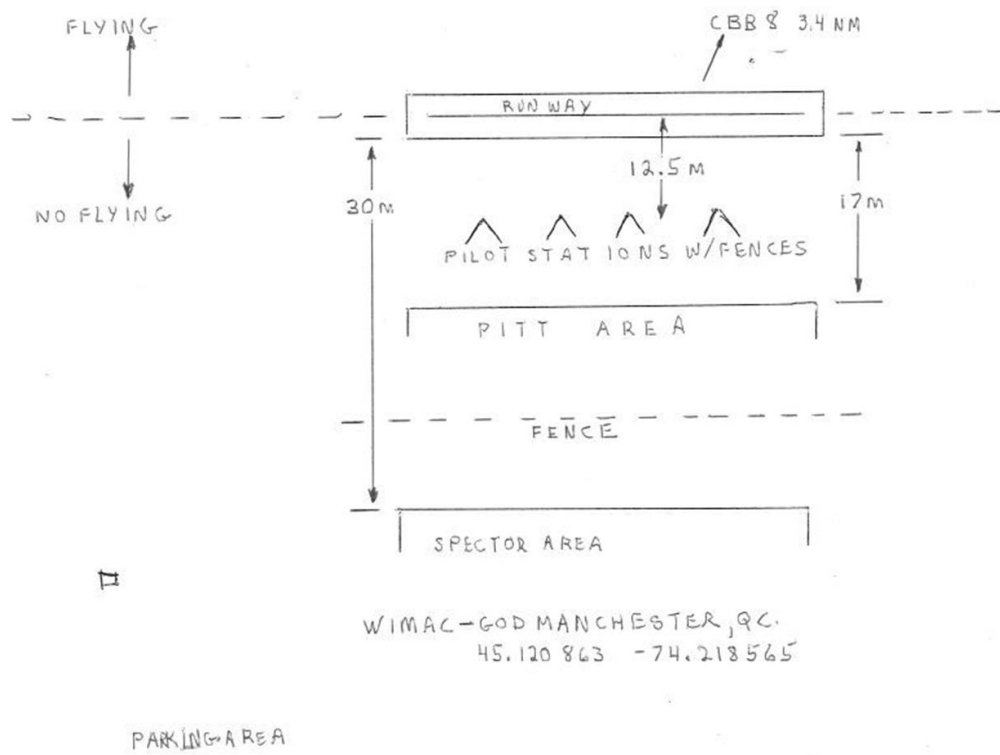 FLYING
CBB8 3.4 NM
RUNWAY
12.5 M
30 M
17 M
NO FLYING
PILOT STATIONS W/FENCES
PITT AREA
FENCE
SPECTOR AREA
WIMAC-GODMANCHESTER, QC.
45.120863 -74.218565
PARKING AREA